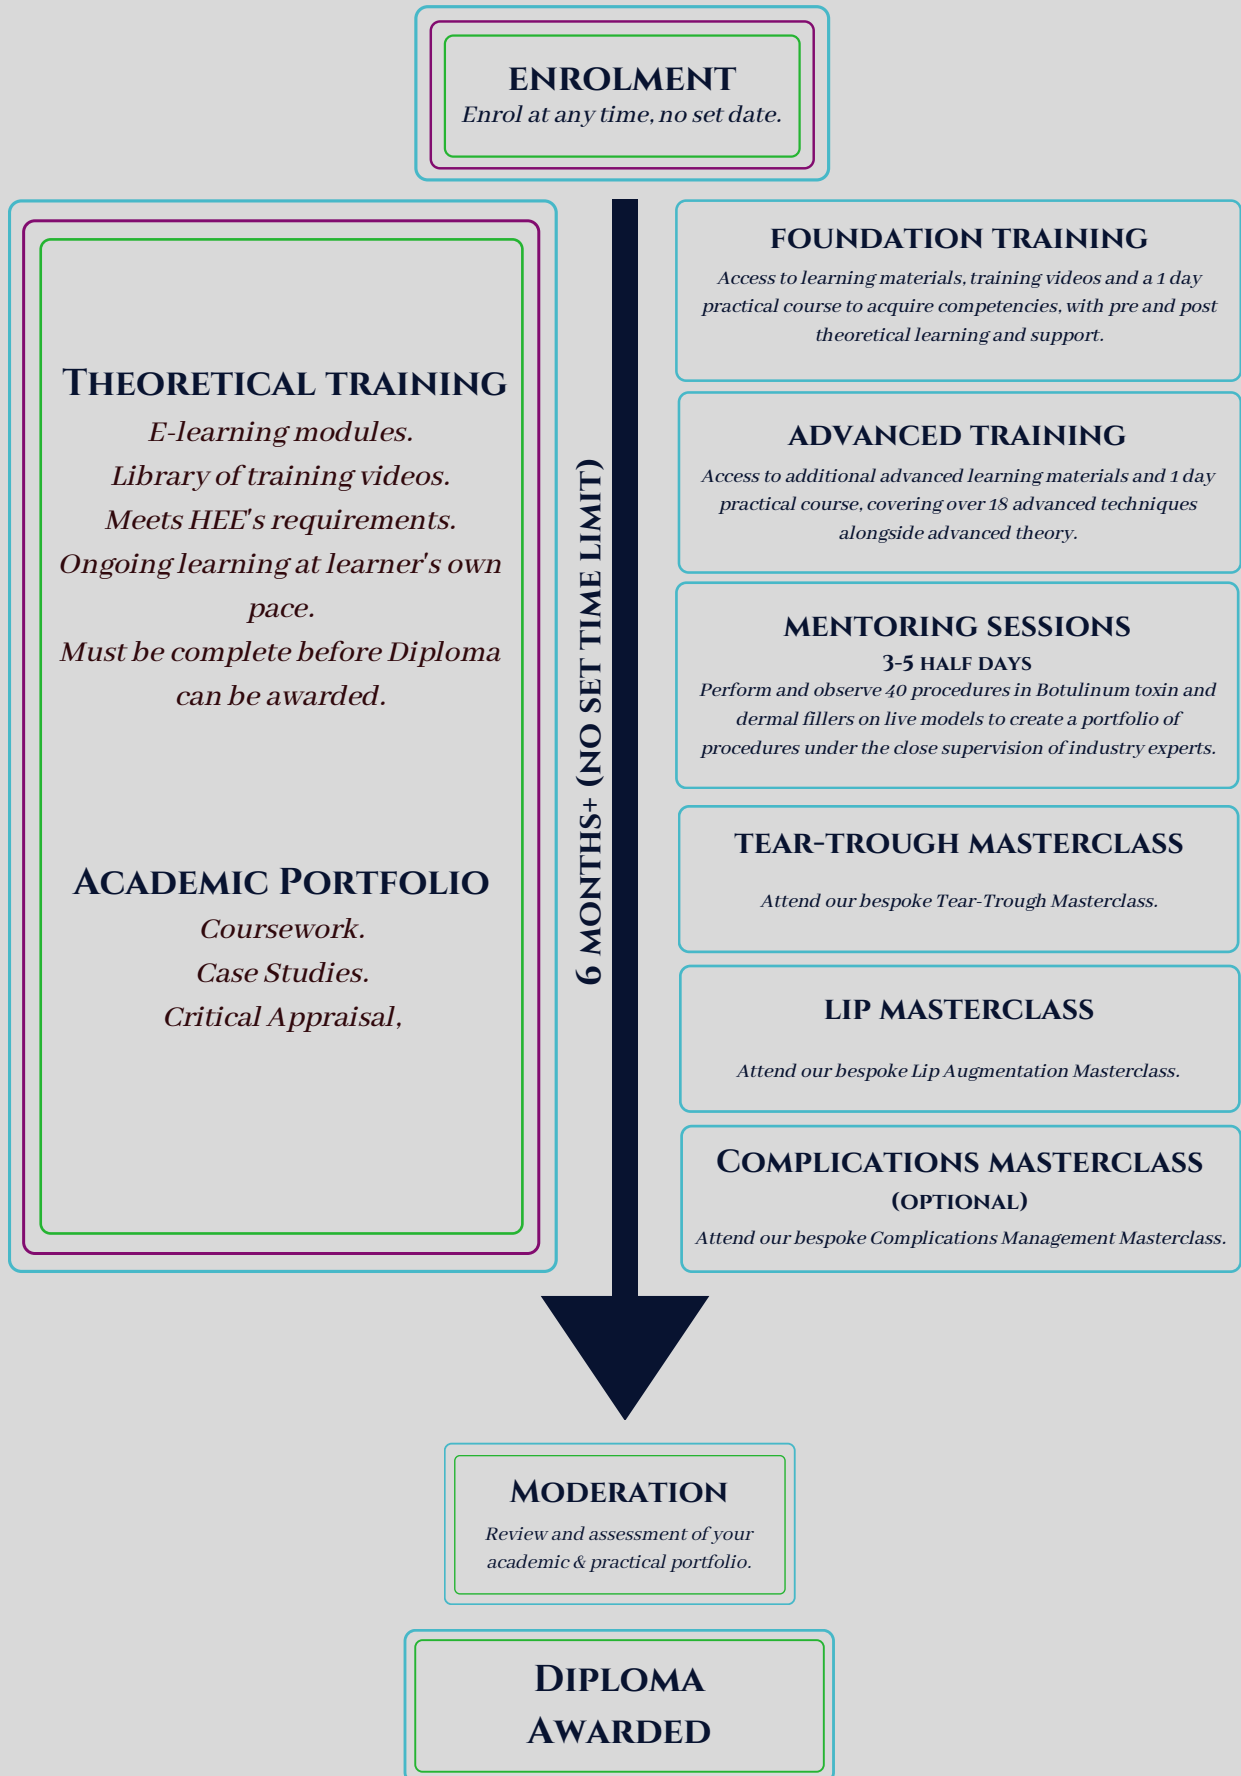 ENROLMENT
Enrol at any time, no set date.
THEORETICAL TRAINING
E-learning modules.
Library of training videos.
Meets HEE's requirements.
Ongoing learning at learner's own
pace.
Must be complete before Diploma
can be awarded.
ACADEMIC PORTFOLIO
Coursework.
Case Studies.
Critical Appraisal,
6 MONTHS+ (NO SET TIME LIMIT)
FOUNDATION TRAINING
Access to learning materials, training videos and a 1 day
practical course to acquire competencies, with pre and post
theoretical learning and support.
ADVANCED TRAINING
Access to additional advanced learning materials and 1 day
practical course, covering over 18 advanced techniques
alongside advanced theory.
MENTORING SESSIONS
3-5 HALF DAYS
Perform and observe 40 procedures in Botulinum toxin and
dermal fillers on live models to create a portfolio of
procedures under the close supervision of industry experts.
TEAR-TROUGH MASTERCLASS
Attend our bespoke Tear-Trough Masterclass.
LIP MASTERCLASS
Attend our bespoke Lip Augmentation Masterclass.
COMPLICATIONS MASTERCLASS
(OPTIONAL)
Attend our bespoke Complications Management Masterclass.
MODERATION
Review and assessment of your
academic & practical portfolio.
DIPLOMA
AWARDED